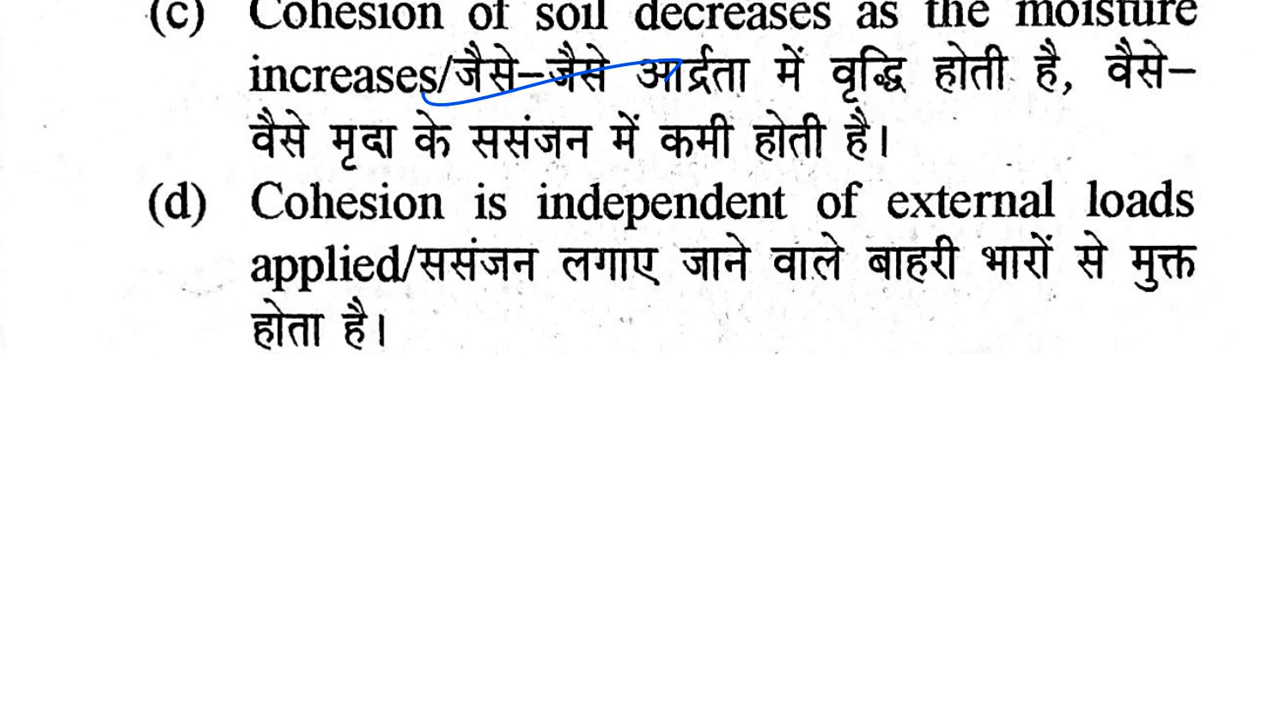 (c) Cohesion of soil decreases as the moisture
increases/जैसे–जैसे आर्द्रता में वृद्धि होती है, वैसे–
वैसे मृदा के ससंजन में कमी होती है।
(d) Cohesion is independent of external loads
applied/ससंजन लगाए जाने वाले बाहरी भारों से मुक्त
होता है।